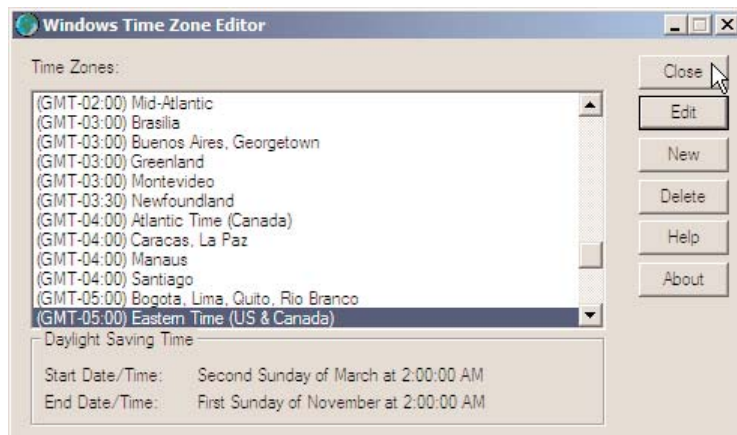 Windows Time Zone Editor
Time Zones:
(GMT-02:00) Mid-Atlantic
(GMT-03:00) Brasilia
(GMT-03:00) Buenos Aires, Georgetown
(GMT-03:00) Greenland
(GMT-03:00) Montevideo
(GMT-03:30) Newfoundland
(GMT-04:00) Atlantic Time (Canada)
(GMT-04:00) Caracas, La Paz
(GMT-04:00) Manaus
(GMT-04:00) Santiago
(GMT-05:00) Bogota, Lima, Quito, Rio Branco
(GMT-05:00) Eastern Time (US & Canada)
Daylight Saving Time
Start Date/Time: Second Sunday of March at 2:00:00 AM
End Date/Time: First Sunday of November at 2:00:00 AM
Close
Edit
New
Delete
Help
About